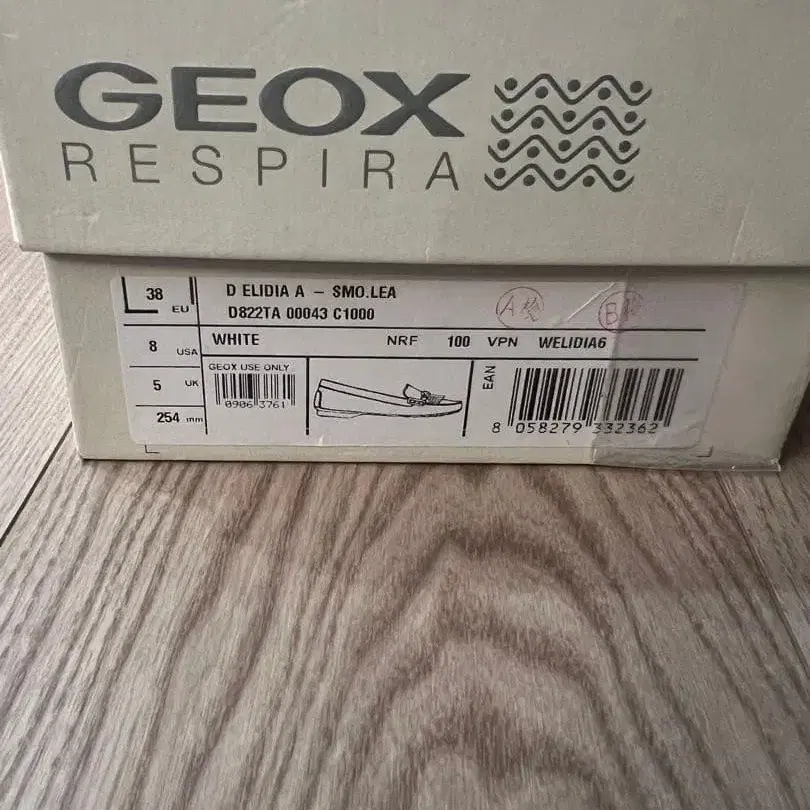 GEOX
RESPIRA
38 EU
D ELIDIA A - SMO.LEA
D822TA 00043 C1000
8 USA
WHITE NRF 100 VPN WELIDIA6
5 UK
GEOX USE ONLY
0906 3761
254 mm
EAN
8 058279 332362
A
B